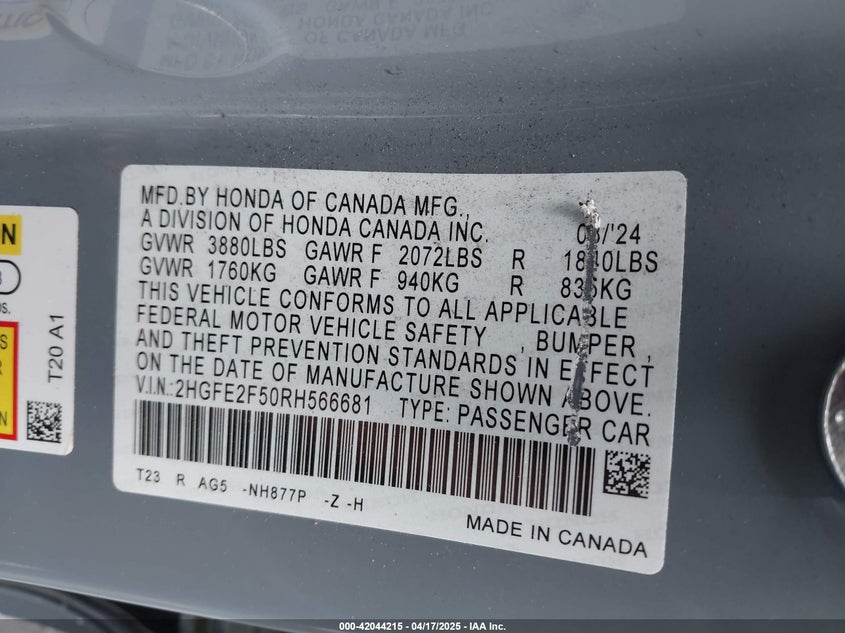 MFD.BY HONDA OF CANADA MFG.,
A DIVISION OF HONDA CANADA INC. '24
GVWR 3880LBS GAWR F 2072LBS R
GVWR 1760KG GAWR F 940KG R
THIS VEHICLE CONFORMS TO ALL APPLICABLE
FEDERAL MOTOR VEHICLE SAFETY , BUMPER ,
AND THEFT PREVENTION STANDARDS IN EFFECT
ON THE DATE OF MANUFACTURE SHOWN ABOVE.
V.I.N.:2HGFE2F50RH566681 TYPE: PASSENGER CAR
T23 R AG5 -NH877P -Z -H
MADE IN CANADA
T20 A1
000-42044215 - 04/17/2025 - IAA Inc.